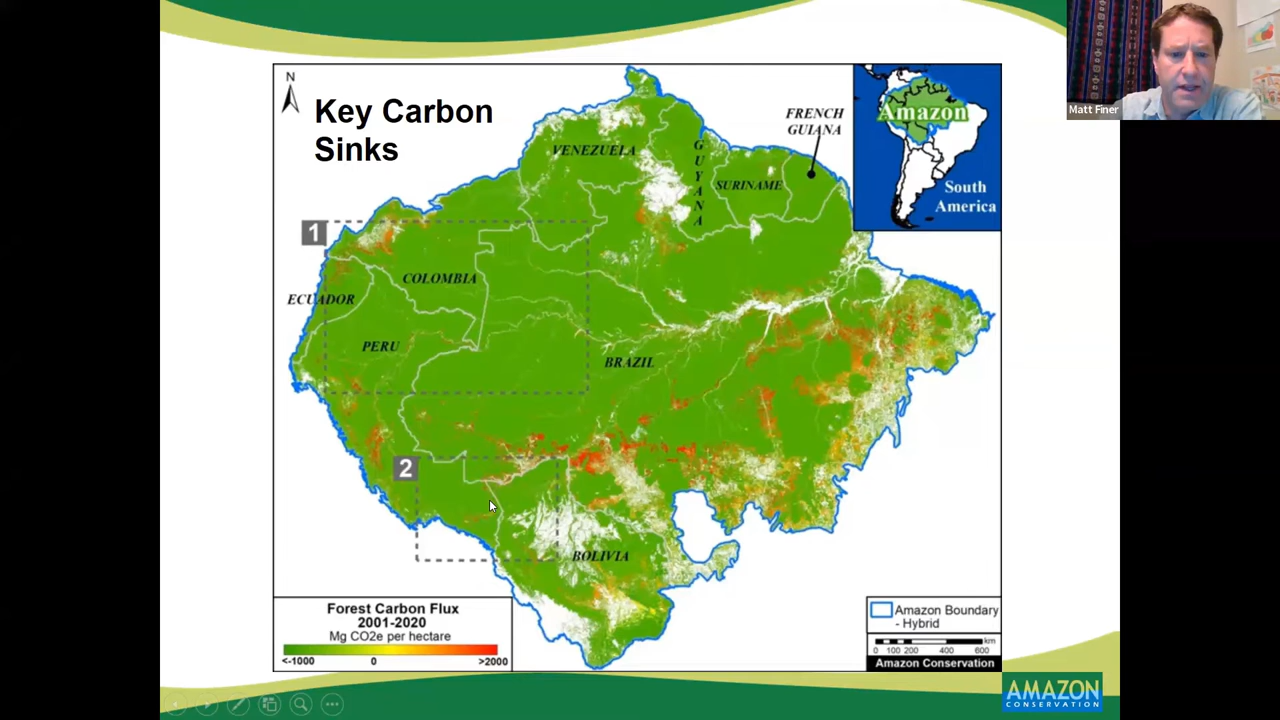 Key Carbon
Sinks
N
FRENCH
GUIANA
VENEZUELA
GUYANA
SURINAME
Amazon
South
America
Matt Finer
1
COLOMBIA
ECUADOR
PERU
BRAZIL
2
BOLIVIA
Forest Carbon Flux
2001-2020
Mg CO2e per hectare
<-1000 0 >2000
Amazon Boundary
- Hybrid
km
0 100 200 400 600
Amazon Conservation
AMAZON
CONSERVATION